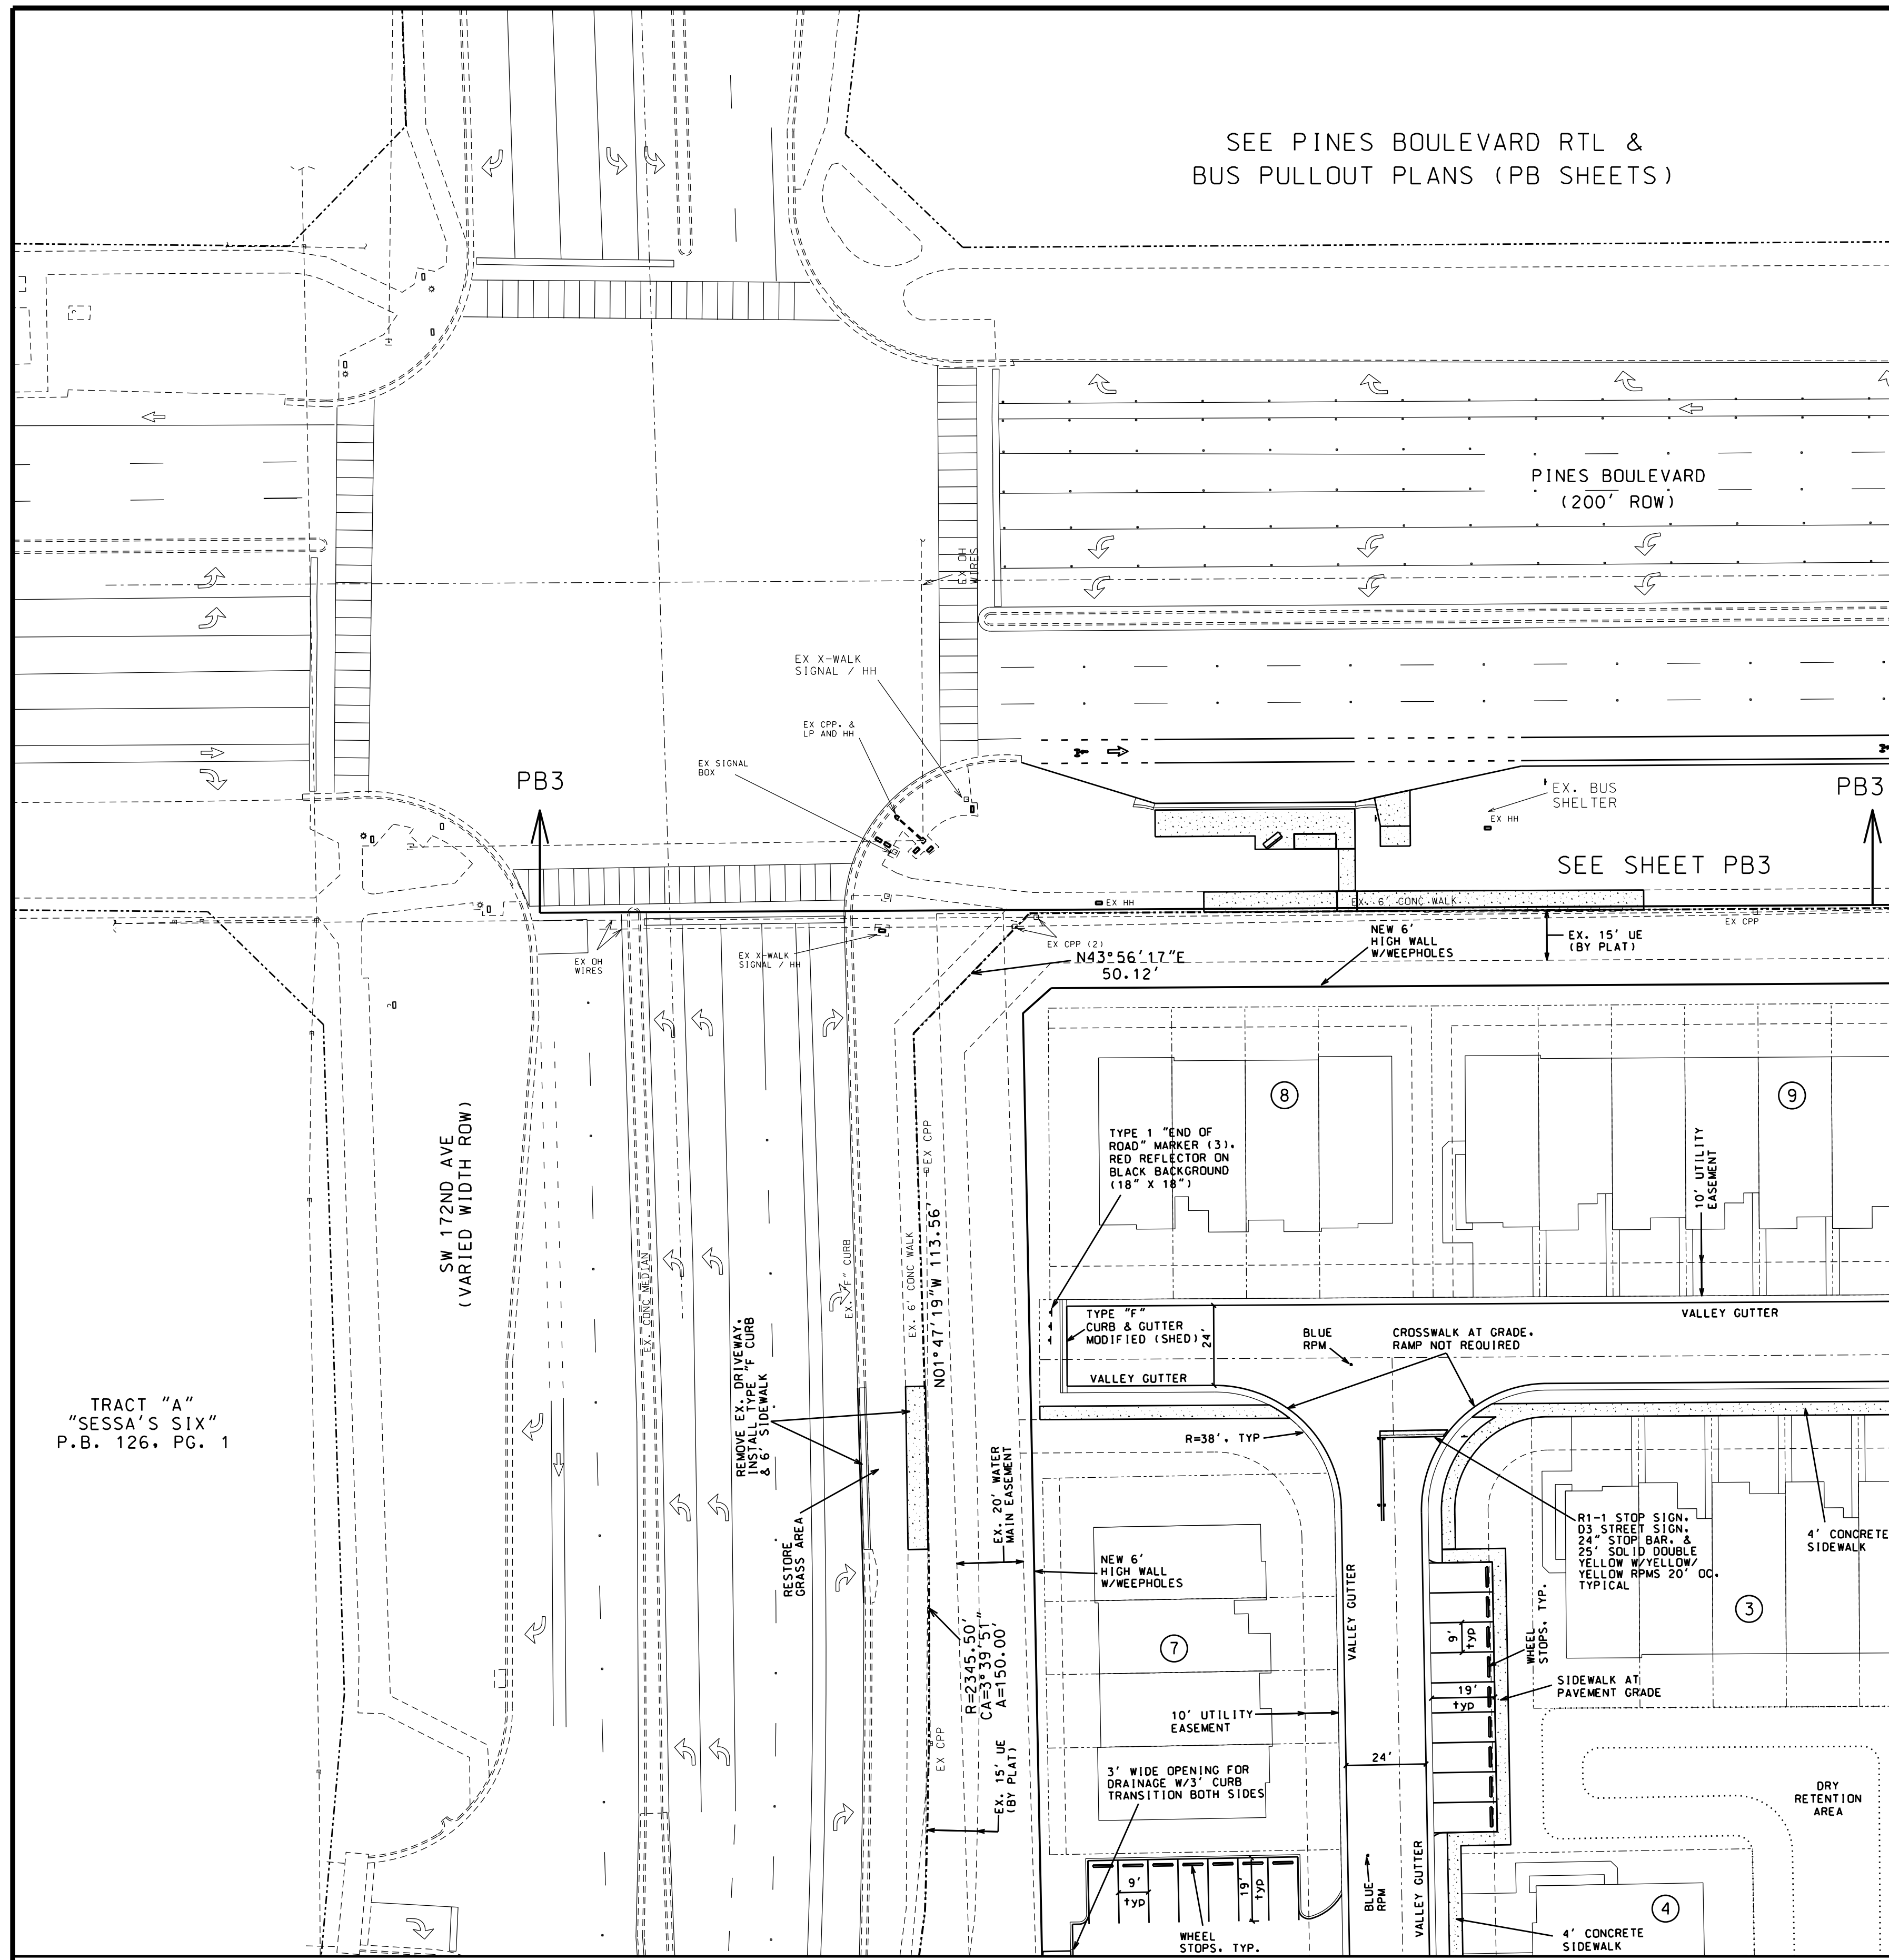 SEE PINES BOULEVARD RTL &
BUS PULLOUT PLANS (PB SHEETS)
PINES BOULEVARD
(200' ROW)
EX OH
WIRES
EX X-WALK
SIGNAL / HH
EX CPP. &
LP AND HH
EX SIGNAL
BOX
PB3
EX. BUS
SHELTER
PB3
EX HH
SEE SHEET PB3
EX HH
EX. 6' CONC WALK
EX CPP
EX OH
WIRES
EX X-WALK
SIGNAL / HH
EX CPP (2)
N43°56'17"E
50.12'
NEW 6'
HIGH WALL
W/WEEPHOLES
EX. 15' UE
(BY PLAT)
SW 172ND AVE
(VARIED WIDTH ROW)
EX CPP
8
9
TYPE 1 "END OF
ROAD" MARKER (3).
RED REFLECTOR ON
BLACK BACKGROUND
(18" X 18")
10' UTILITY
EASEMENT
EX. CONC MEDIAN
EX. "F" CURB
EX. 6' CONC WALK
N01°47'19"W 113.56'
TYPE "F"
CURB & GUTTER
MODIFIED (SHED)
24'
BLUE
RPM
CROSSWALK AT GRADE.
RAMP NOT REQUIRED
VALLEY GUTTER
VALLEY GUTTER
TRACT "A"
"SESSA'S SIX"
P.B. 126, PG. 1
REMOVE EX. DRIVEWAY.
INSTALL TYPE "F CURB
& 6' SIDEWALK
R=38'. TYP
RESTORE
GRASS AREA
EX. 20' WATER
MAIN EASEMENT
R1-1 STOP SIGN.
D3 STREET SIGN.
24" STOP BAR. &
25' SOLID DOUBLE
YELLOW W/YELLOW/
YELLOW RPMS 20' OC.
TYPICAL
4' CONCRETE
SIDEWALK
NEW 6'
HIGH WALL
W/WEEPHOLES
VALLEY GUTTER
9'
typ
WHEEL
STOPS. TYP.
3
7
R=2345.50'
CA=3°39'51"
A=150.00'
19'
typ
SIDEWALK AT
PAVEMENT GRADE
10' UTILITY
EASEMENT
EX CPP
EX. 15' UE
(BY PLAT)
24'
3' WIDE OPENING FOR
DRAINAGE W/3' CURB
TRANSITION BOTH SIDES
DRY
RETENTION
AREA
9'
typ
19'
typ
BLUE
RPM
VALLEY GUTTER
4
WHEEL
STOPS. TYP.
4' CONCRETE
SIDEWALK